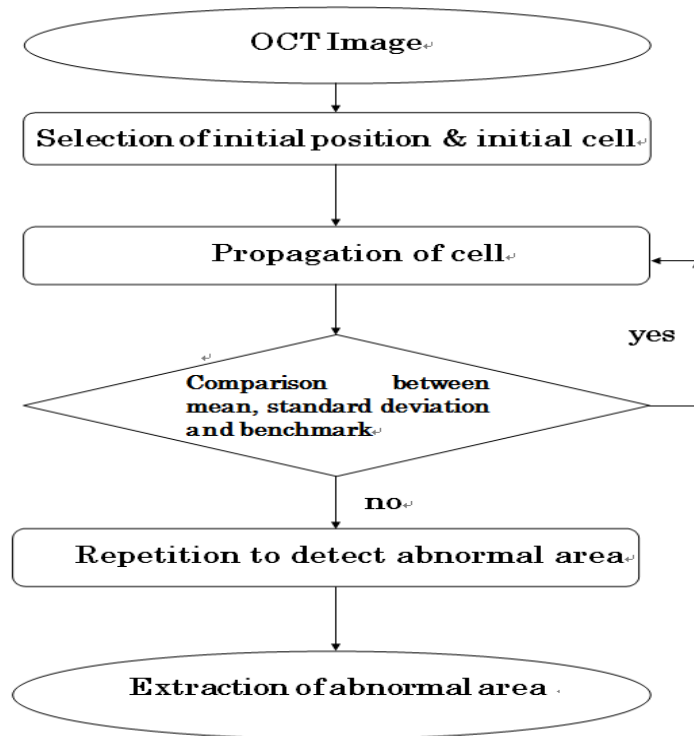 OCT Image
Selection of initial position & initial cell
Propagation of cell
yes
Comparison between
mean, standard deviation
and benchmark
no
Repetition to detect abnormal area
Extraction of abnormal area